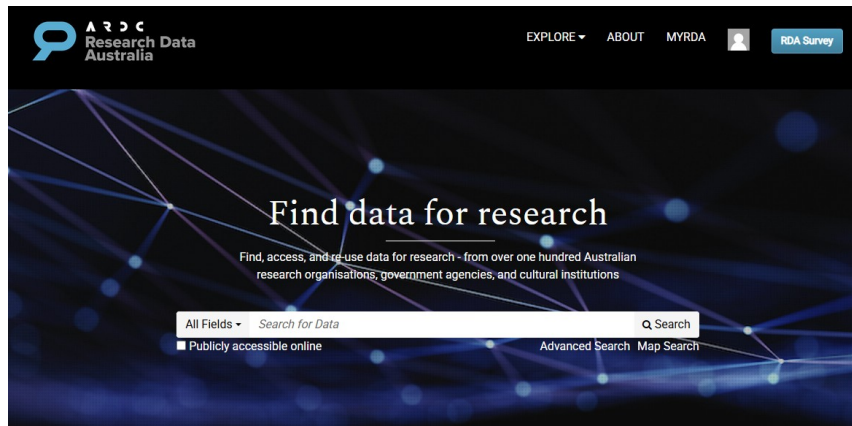 ARDC
Research Data
Australia
EXPLORE ABOUT MYRDA RDA Survey
Find data for research
Find, access, and re-use data for research - from over one hundred Australian
research organisations, government agencies, and cultural institutions
All Fields Search for Data Search
Publicly accessible online Advanced Search Map Search